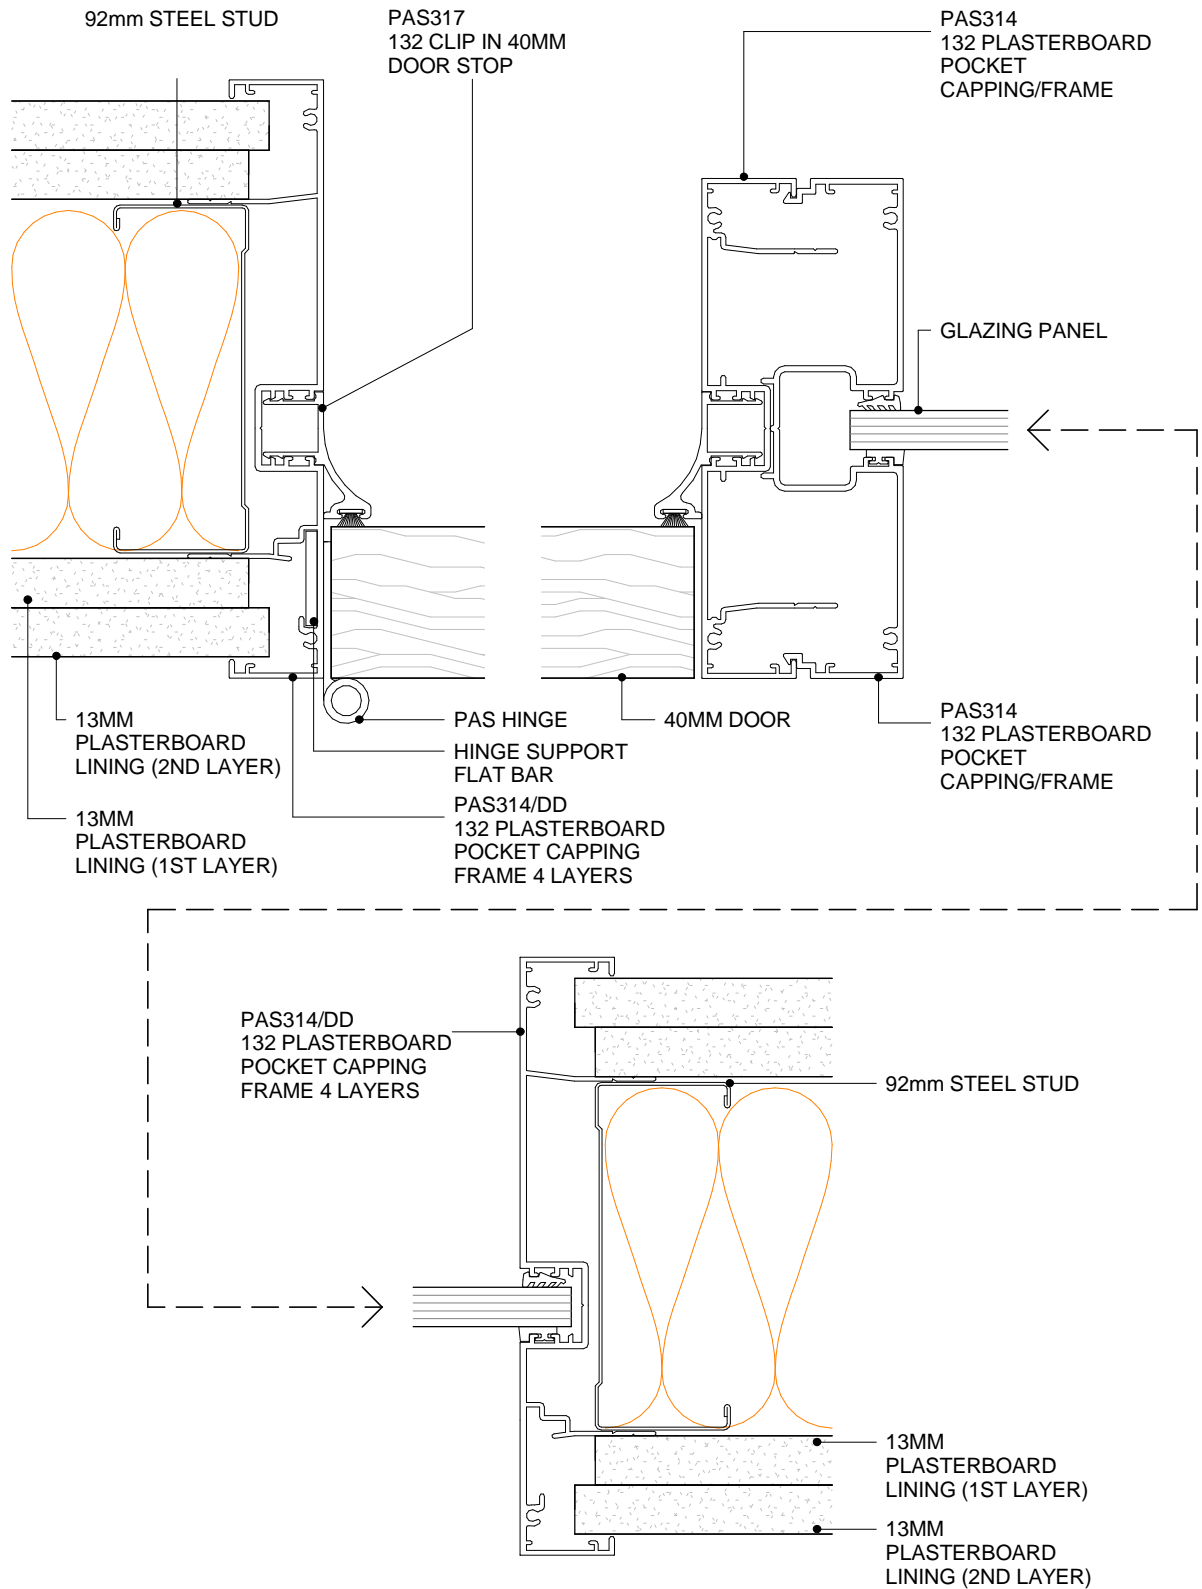 92mm STEEL STUD
PAS317
132 CLIP IN 40MM
DOOR STOP
PAS314
132 PLASTERBOARD
POCKET
CAPPING/FRAME
GLAZING PANEL
13MM
PLASTERBOARD
LINING (2ND LAYER)
13MM
PLASTERBOARD
LINING (1ST LAYER)
PAS HINGE
HINGE SUPPORT
FLAT BAR
PAS314/DD
132 PLASTERBOARD
POCKET CAPPING
FRAME 4 LAYERS
40MM DOOR
PAS314
132 PLASTERBOARD
POCKET
CAPPING/FRAME
PAS314/DD
132 PLASTERBOARD
POCKET CAPPING
FRAME 4 LAYERS
92mm STEEL STUD
13MM
PLASTERBOARD
LINING (1ST LAYER)
13MM
PLASTERBOARD
LINING (2ND LAYER)